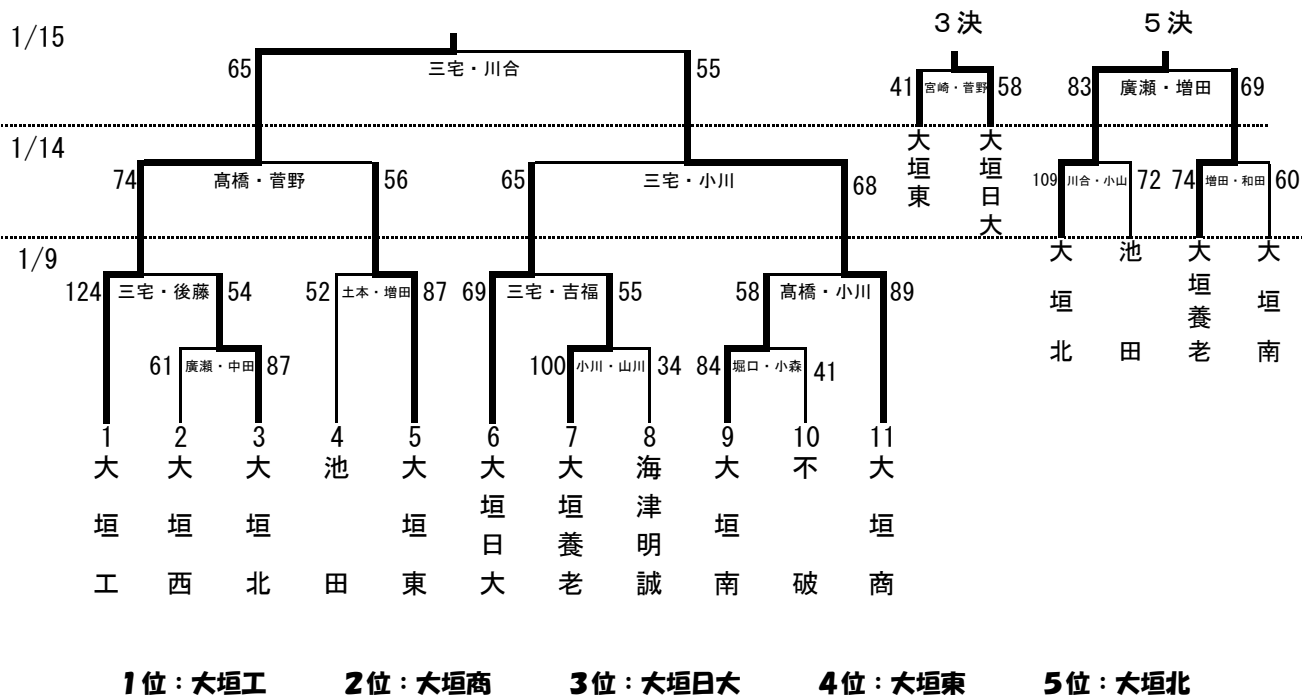 3決 5決
1/15
65 三宅・川合 55
41 宮崎・菅野 58
83 廣瀬・増田 69
大垣東
大垣日大
1/14
74 髙橋・菅野 56
65 三宅・小川 68
109 川合・小山 72
74 増田・和田 60
大垣北
池田
大垣養老
大垣南
1/9
124 三宅・後藤 54
52 土本・増田 87
69 三宅・吉福 55
58 髙橋・小川 89
61 廣瀬・中田 87
100 小川・山川 34
84 堀口・小森 41
1 大垣工
2 大垣西
3 大垣北
4 池田
5 大垣東
6 大垣日大
7 大垣養老
8 海津明誠
9 大垣南
10 不破
11 大垣商
1位：大垣工 2位：大垣商 3位：大垣日大 4位：大垣東 5位：大垣北